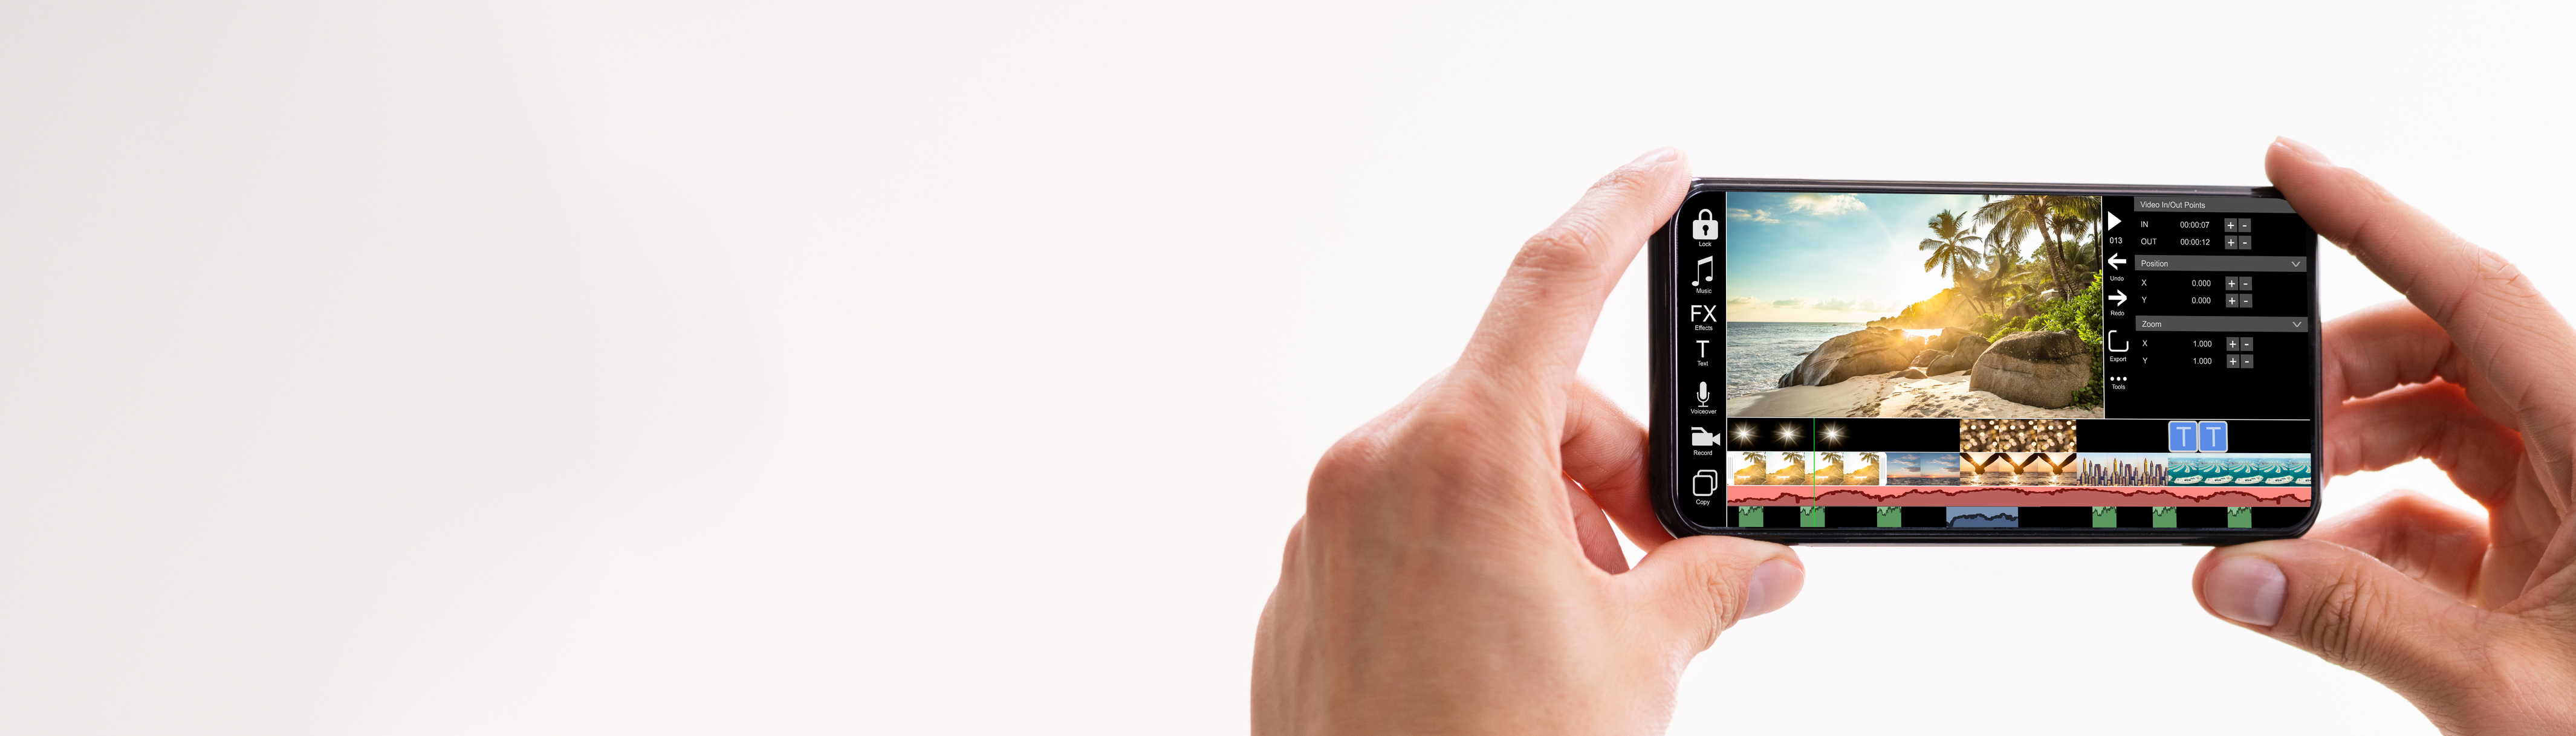 Lock
Music
FX
Effects
T
Text
Voiceover
Record
Copy
013
Undo
Redo
Export
Tools
Video In/Out Points
IN 00:00:07 + -
OUT 00:00:12 + -
Position
X 0.000 + -
Y 0.000 + -
Zoom
X 1.000 + -
Y 1.000 + -
T T